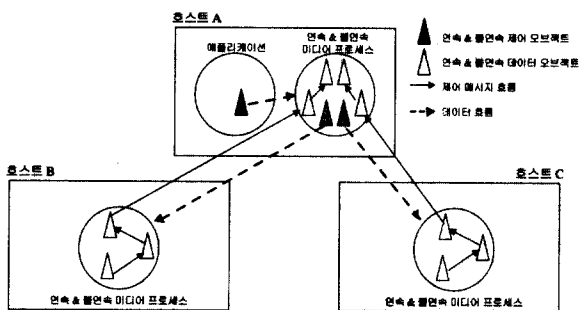 호스트 A
애플리케이션
연속 & 불연속
미디어 프로세스
연속 & 불연속 제어 오브젝트
연속 & 불연속 데이터 오브젝트
제어 메시지 흐름
데이터 흐름
호스트 B
호스트 C
연속 & 불연속 미디어 프로세스
연속 & 불연속 미디어 프로세스